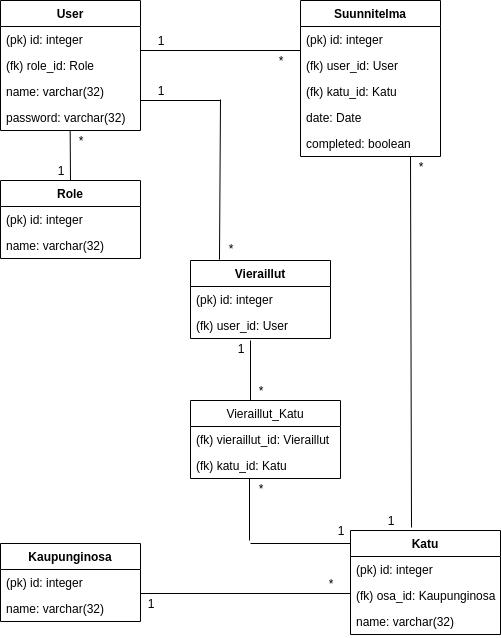 User
(pk) id: integer
(fk) role_id: Role
name: varchar(32)
password: varchar(32)
1
*
1
Suunnitelma
(pk) id: integer
(fk) user_id: User
(fk) katu_id: Katu
date: Date
completed: boolean
*
1
*
Role
(pk) id: integer
name: varchar(32)
*
Vieraillut
(pk) id: integer
(fk) user_id: User
1
*
Vieraillut_Katu
(fk) vieraillut_id: Vieraillut
(fk) katu_id: Katu
*
1
1
Kaupunginosa
(pk) id: integer
name: varchar(32)
1
*
Katu
(pk) id: integer
(fk) osa_id: Kaupunginosa
name: varchar(32)